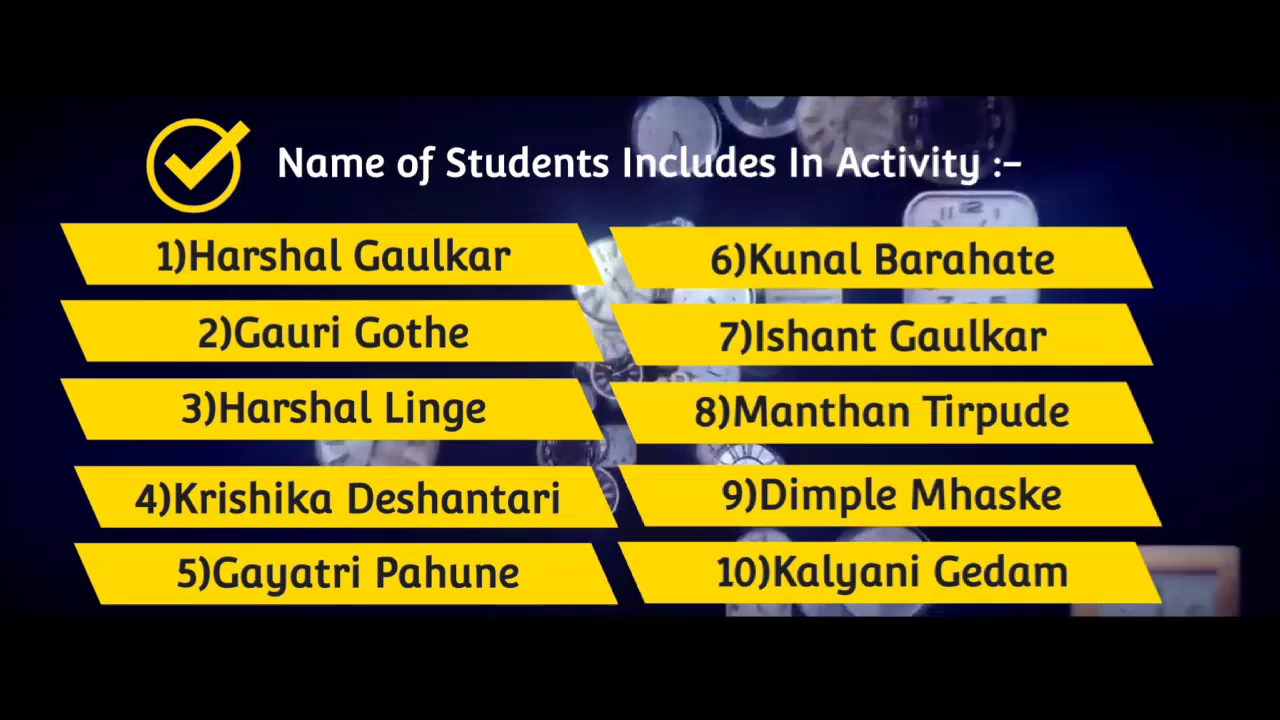 Name of Students Includes In Activity :-
1)Harshal Gaulkar
2)Gauri Gothe
3)Harshal Linge
4)Krishika Deshantari
5)Gayatri Pahune
6)Kunal Barahate
7)Ishant Gaulkar
8)Manthan Tirpude
9)Dimple Mhaske
10)Kalyani Gedam